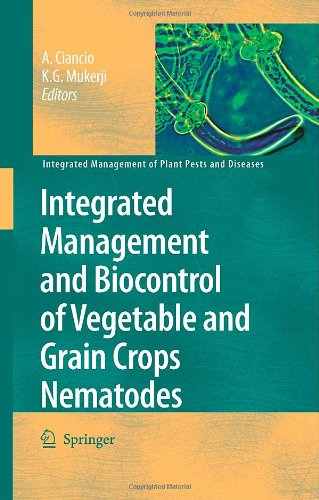 A. Ciancio
K.G. Mukerji
Editors
Integrated Management of Plant Pests and Diseases
Integrated
Management
and Biocontrol
of Vegetable and
Grain Crops
Nematodes
Springer